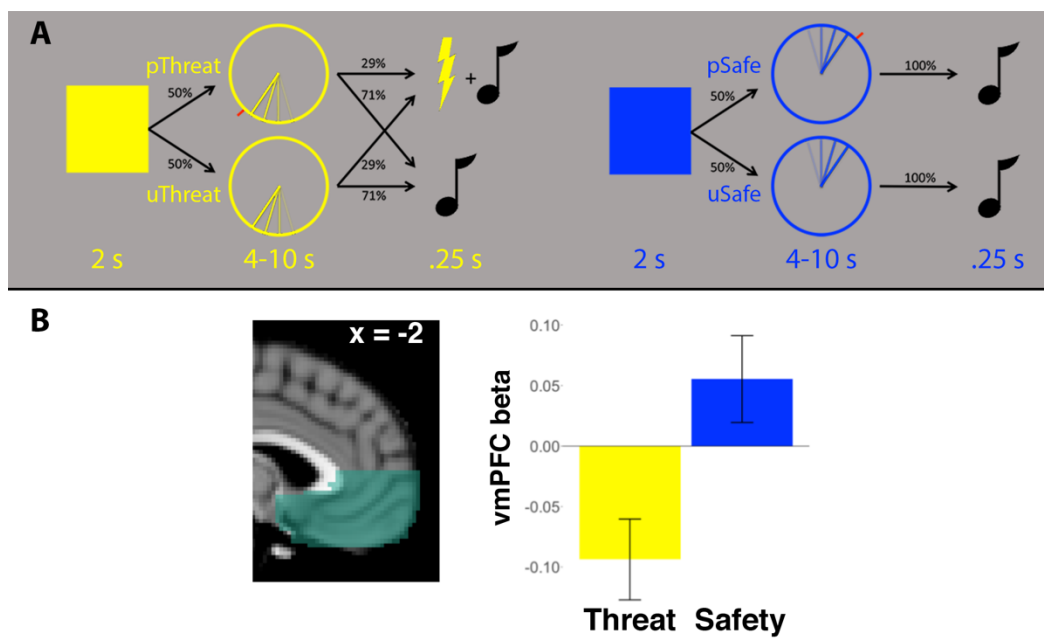 A
pThreat
50%
50%
uThreat
29%
71%
29%
71%
+
2 s
4-10 s
.25 s
pSafe
50%
50%
uSafe
100%
100%
2 s
4-10 s
.25 s
B
x = -2
vmPFC beta
0.10
0.05
0.00
-0.05
-0.10
Threat Safety